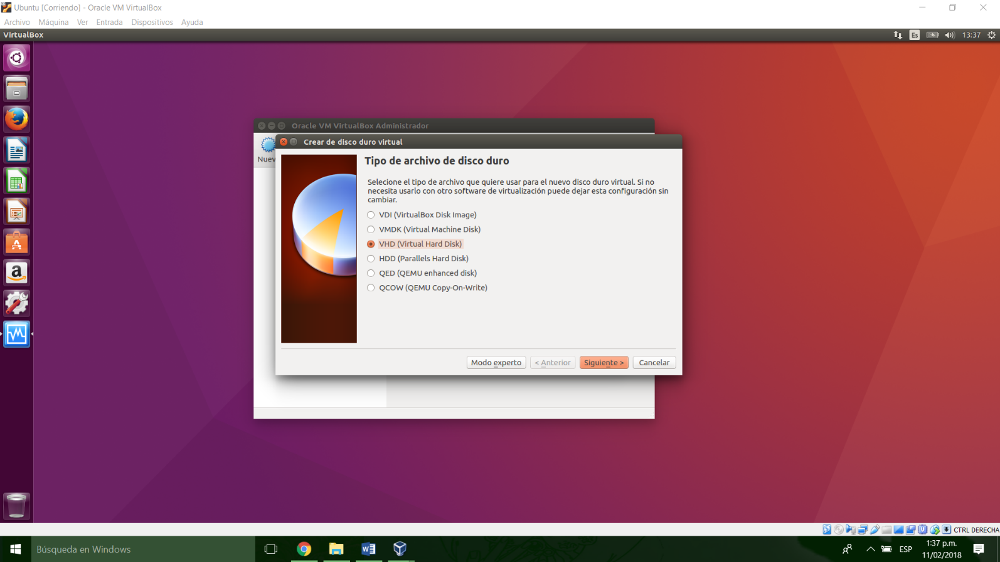 Ubuntu [Corriendo] - Oracle VM VirtualBox
Archivo Máquina Ver Entrada Dispositivos Ayuda
VirtualBox Es 13:37
Oracle VM VirtualBox Administrador
Crear de disco duro virtual
Nuev
Tipo de archivo de disco duro
Selecione el tipo de archivo que quiere usar para el nuevo disco duro virtual. Si no
necesita usarlo con otro software de virtualización puede dejar esta configuración sin
cambiar.
VDI (VirtualBox Disk Image)
VMDK (Virtual Machine Disk)
VHD (Virtual Hard Disk)
HDD (Parallels Hard Disk)
QED (QEMU enhanced disk)
QCOW (QEMU Copy-On-Write)
Modo experto < Anterior Siguiente > Cancelar
CTRL DERECHA
Búsqueda en Windows
ESP
1:37 p.m.
11/02/2018